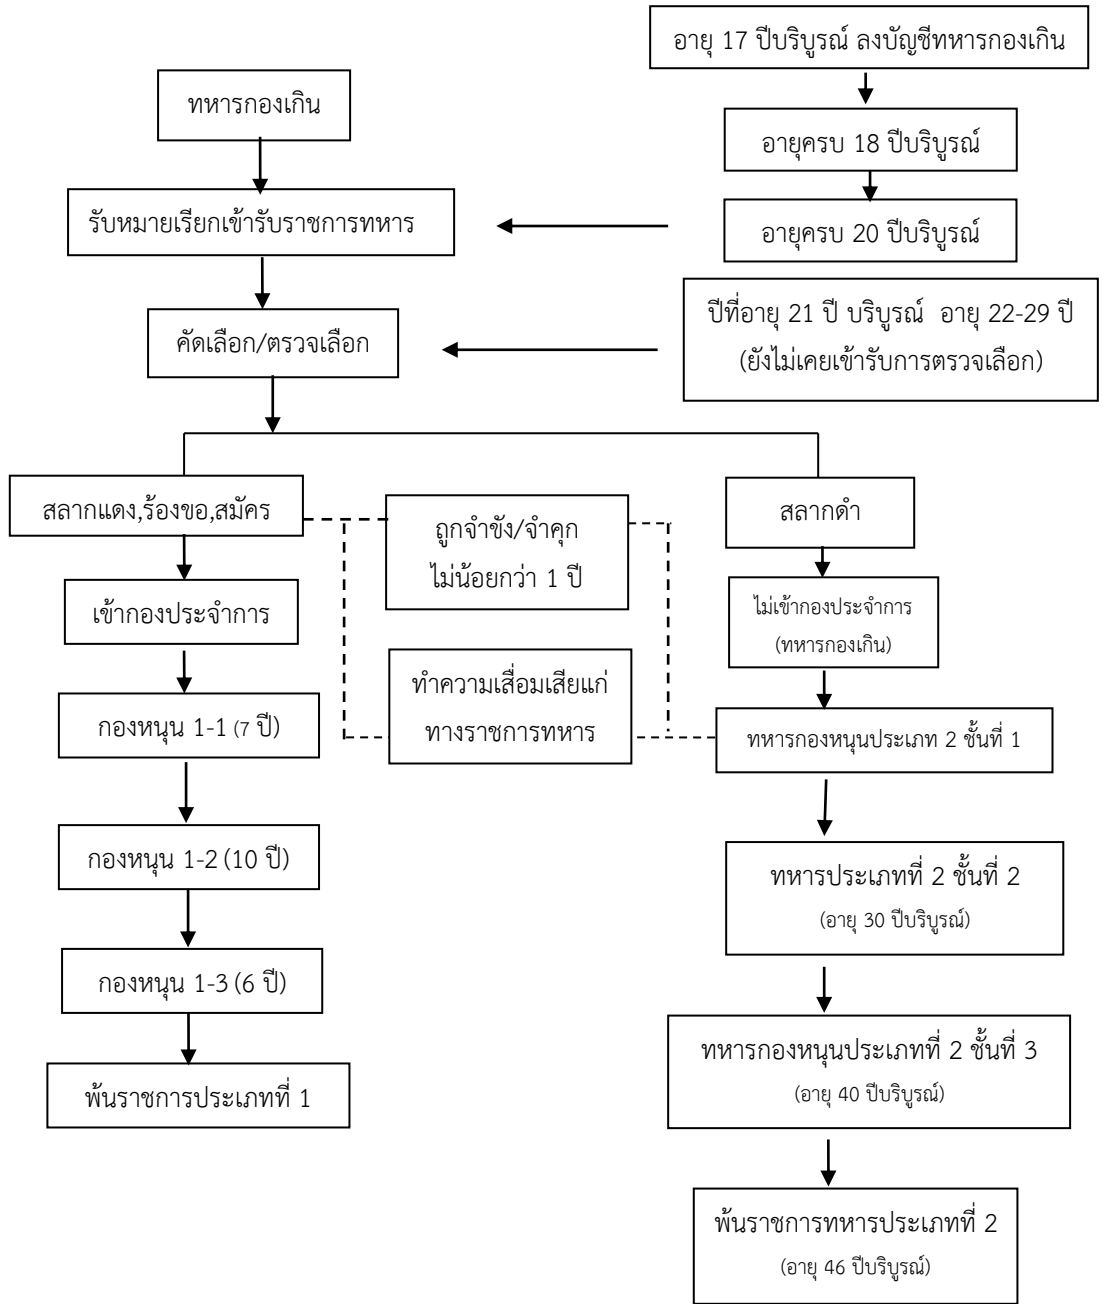 อายุ 17 ปีบริบูรณ์ ลงบัญชีทหารกองเกิน
ทหารกองเกิน
อายุครบ 18 ปีบริบูรณ์
รับหมายเรียกเข้ารับราชการทหาร
อายุครบ 20 ปีบริบูรณ์
ปีที่อายุ 21 ปี บริบูรณ์ อายุ 22-29 ปี
(ยังไม่เคยเข้ารับการตรวจเลือก)
คัดเลือก/ตรวจเลือก
สลากแดง,ร้องขอ,สมัคร
ถูกจำขัง/จำคุก
ไม่น้อยกว่า 1 ปี
สลากดำ
เข้ากองประจำการ
ไม่เข้ากองประจำการ
(ทหารกองเกิน)
กองหนุน 1-1 (7 ปี)
ทำความเสื่อมเสียแก่
ทางราชการทหาร
ทหารกองหนุนประเภท 2 ชั้นที่ 1
กองหนุน 1-2 (10 ปี)
ทหารประเภทที่ 2 ชั้นที่ 2
(อายุ 30 ปีบริบูรณ์)
กองหนุน 1-3 (6 ปี)
ทหารกองหนุนประเภทที่ 2 ชั้นที่ 3
(อายุ 40 ปีบริบูรณ์)
พ้นราชการประเภทที่ 1
พ้นราชการทหารประเภทที่ 2
(อายุ 46 ปีบริบูรณ์)